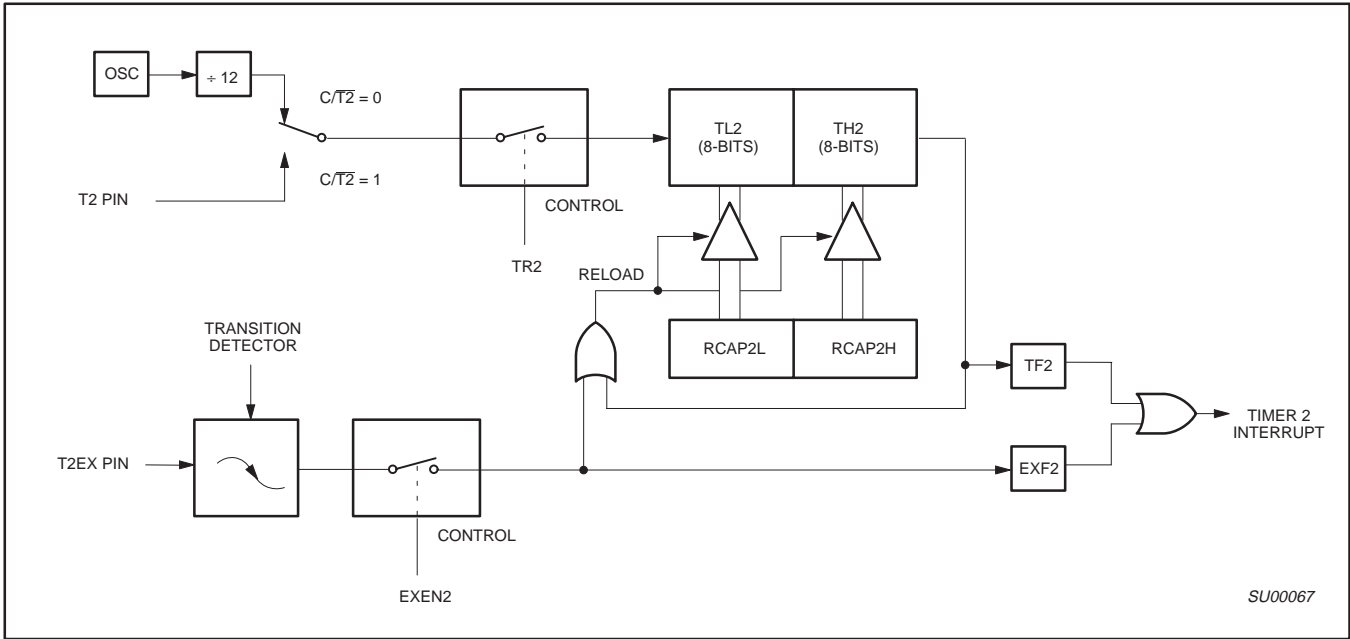 OSC
÷ 12
C/T2̅ = 0
C/T2̅ = 1
T2 PIN
CONTROL
TR2
TL2
(8-BITS)
TH2
(8-BITS)
RELOAD
RCAP2L
RCAP2H
TRANSITION
DETECTOR
T2EX PIN
CONTROL
EXEN2
TF2
EXF2
TIMER 2
INTERRUPT
SU00067